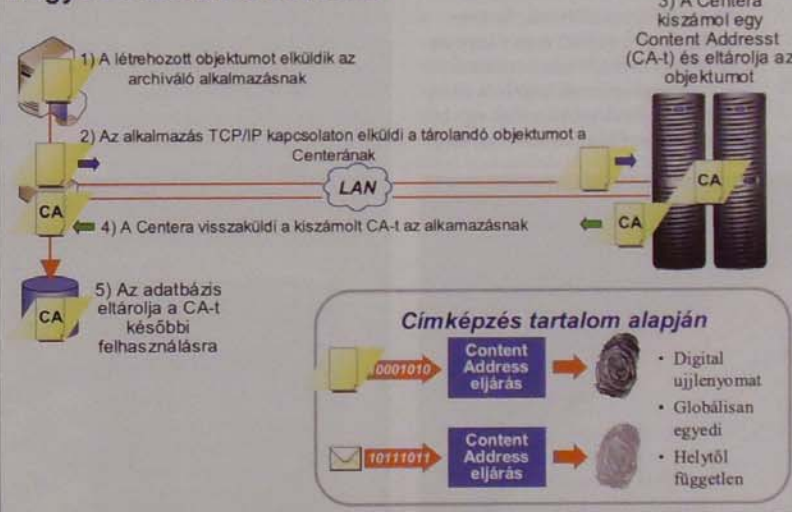 3) A Centera
kiszámol egy
Content Addresst
(CA-t) és eltárolja az
objektumot
1) A létrehozott objektumot elküldik az
archiváló alkalmazásnak
2) Az alkalmazás TCP/IP kapcsolaton elküldi a tárolandó objektumot a
Centerának
LAN
CA
CA
CA
4) A Centera visszaküldi a kiszámolt CA-t az alkamazásnak
5) Az adatbázis
eltárolja a CA-t
későbbi
felhasználásra
CA
Címképzés tartalom alapján
0001010
Content
Address
eljárás
• Digital
ujjlenyomat
• Globálisan
egyedi
• Helytől
független
10111011
Content
Address
eljárás